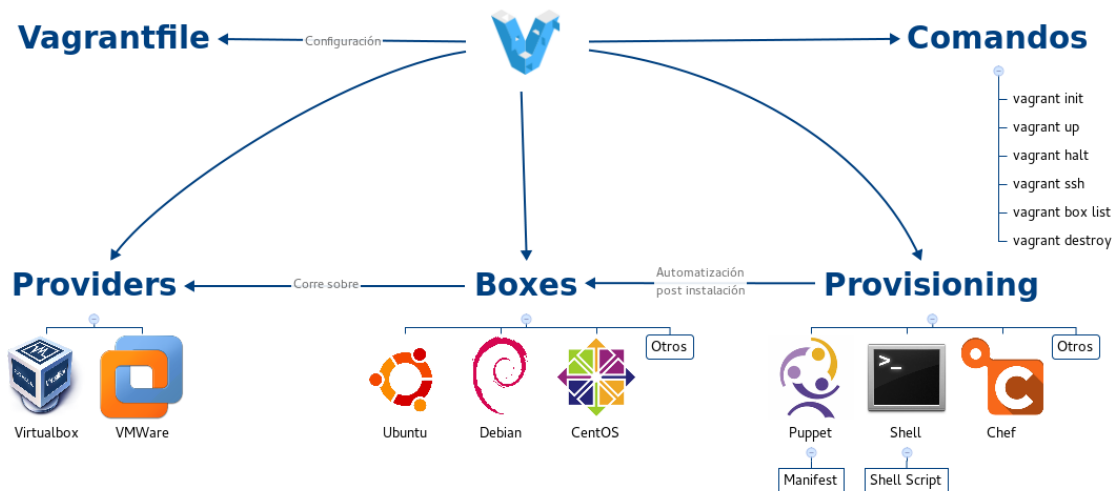 Vagrantfile
Configuración
Comandos
vagrant init
vagrant up
vagrant halt
vagrant ssh
vagrant box list
vagrant destroy
Providers
Corre sobre
Boxes
Automatización
post instalación
Provisioning
Virtualbox
VMWare
Ubuntu
Debian
CentOS
Otros
>_
Puppet
Shell
Chef
Otros
Manifest
Shell Script